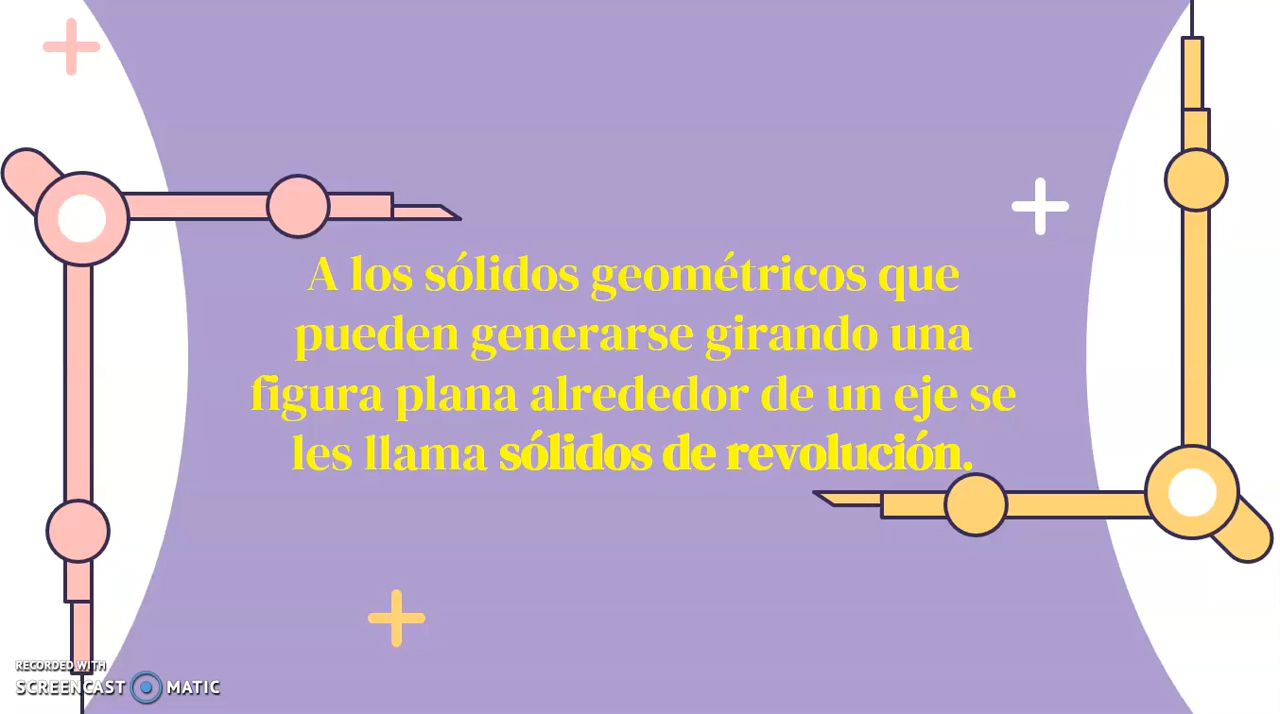 A los sólidos geométricos que
pueden generarse girando una
figura plana alrededor de un eje se
les llama sólidos de revolución.
RECORDED WITH
SCREENCAST MATIC